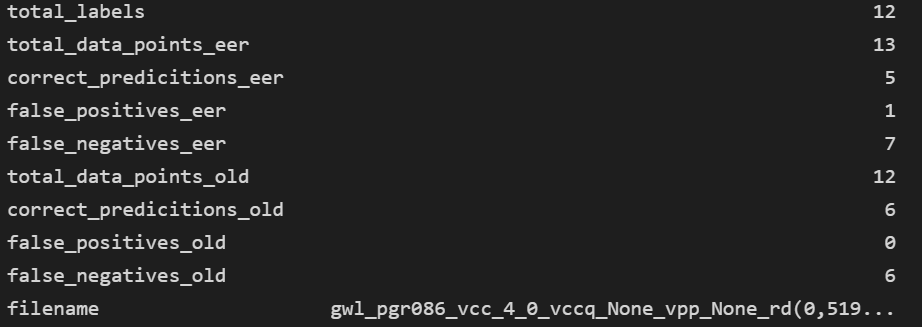 total_labels 12
total_data_points_eer 13
correct_predicitions_eer 5
false_positives_eer 1
false_negatives_eer 7
total_data_points_old 12
correct_predicitions_old 6
false_positives_old 0
false_negatives_old 6
filename gwl_pgr086_vcc_4_0_vccq_None_vpp_None_rd(0,519...